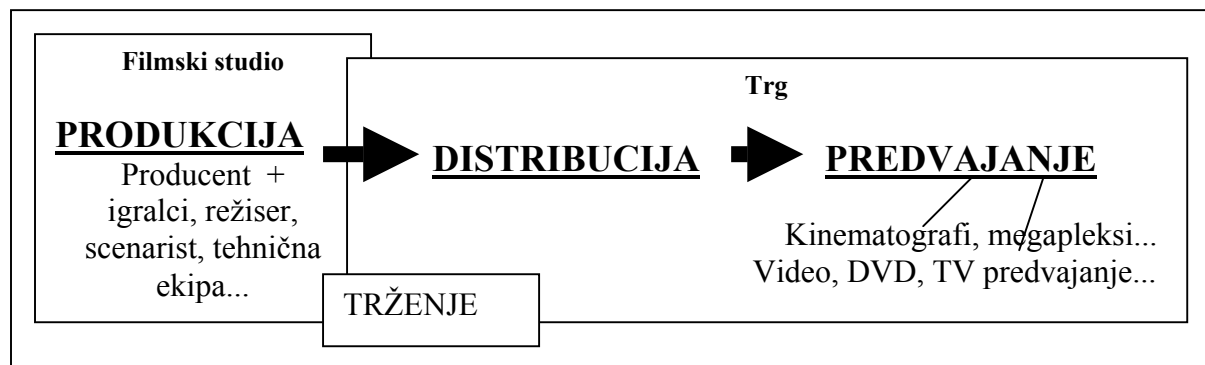 Filmski studio
PRODUKCIJA
Producent +
igralci, režiser,
scenarist, tehnična
ekipa...
TRŽENJE
Trg
DISTRIBUCIJA
PREDVAJANJE
Kinematografi, megapleksi...
Video, DVD, TV predvajanje...